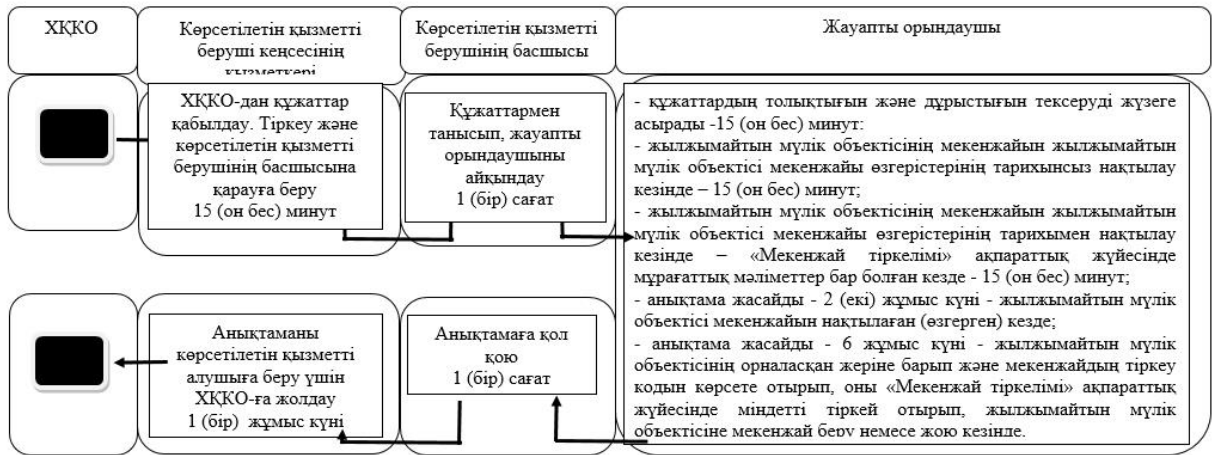 ХҚКО
Көрсетілетін қызметті
беруші кеңсесінің
қызметкері
Көрсетілетін қызметті
берушінің басшысы
Жауапты орындаушы
ХҚКО-дан құжаттар
қабылдау. Тіркеу және
көрсетілетін қызметті
берушінің басшысына
қарауға беру
15 (он бес) минут
Құжаттармен
танысып, жауапты
орындаушыны
айқындау
1 (бір) сағат
- құжаттардың толықтығын және дұрыстығын тексеруді жүзеге
асырады -15 (он бес) минут:
- жылжымайтын мүлік объектісінің мекенжайын жылжымайтын
мүлік объектісі мекенжайы өзгерістерінің тарихынсыз нақтылау
кезінде – 15 (он бес) минут;
- жылжымайтын мүлік объектісінің мекенжайын жылжымайтын
мүлік объектісі мекенжайы өзгерістерінің тарихымен нақтылау
кезінде – «Мекенжай тіркелімі» ақпараттық жүйесінде
мұрағаттық мәліметтер бар болған кезде - 15 (он бес) минут;
- анықтама жасайды - 2 (екі) жұмыс күні - жылжымайтын мүлік
объектісі мекенжайын нақтылаған (өзгерген) кезде;
- анықтама жасайды - 6 жұмыс күні - жылжымайтын мүлік
объектісінің орналасқан жеріне барып және мекенжайдың тіркеу
кодын көрсете отырып, оны «Мекенжай тіркелімі» ақпараттық
жүйесінде міндетті тіркей отырып, жылжымайтын мүлік
объектісіне мекенжай беру немесе жою кезінде.
Анықтаманы
көрсетілетін қызметті
алушыға беру үшін
ХҚКО-ға жолдау
1 (бір) жұмыс күні
Анықтамаға қол
қою
1 (бір) сағат